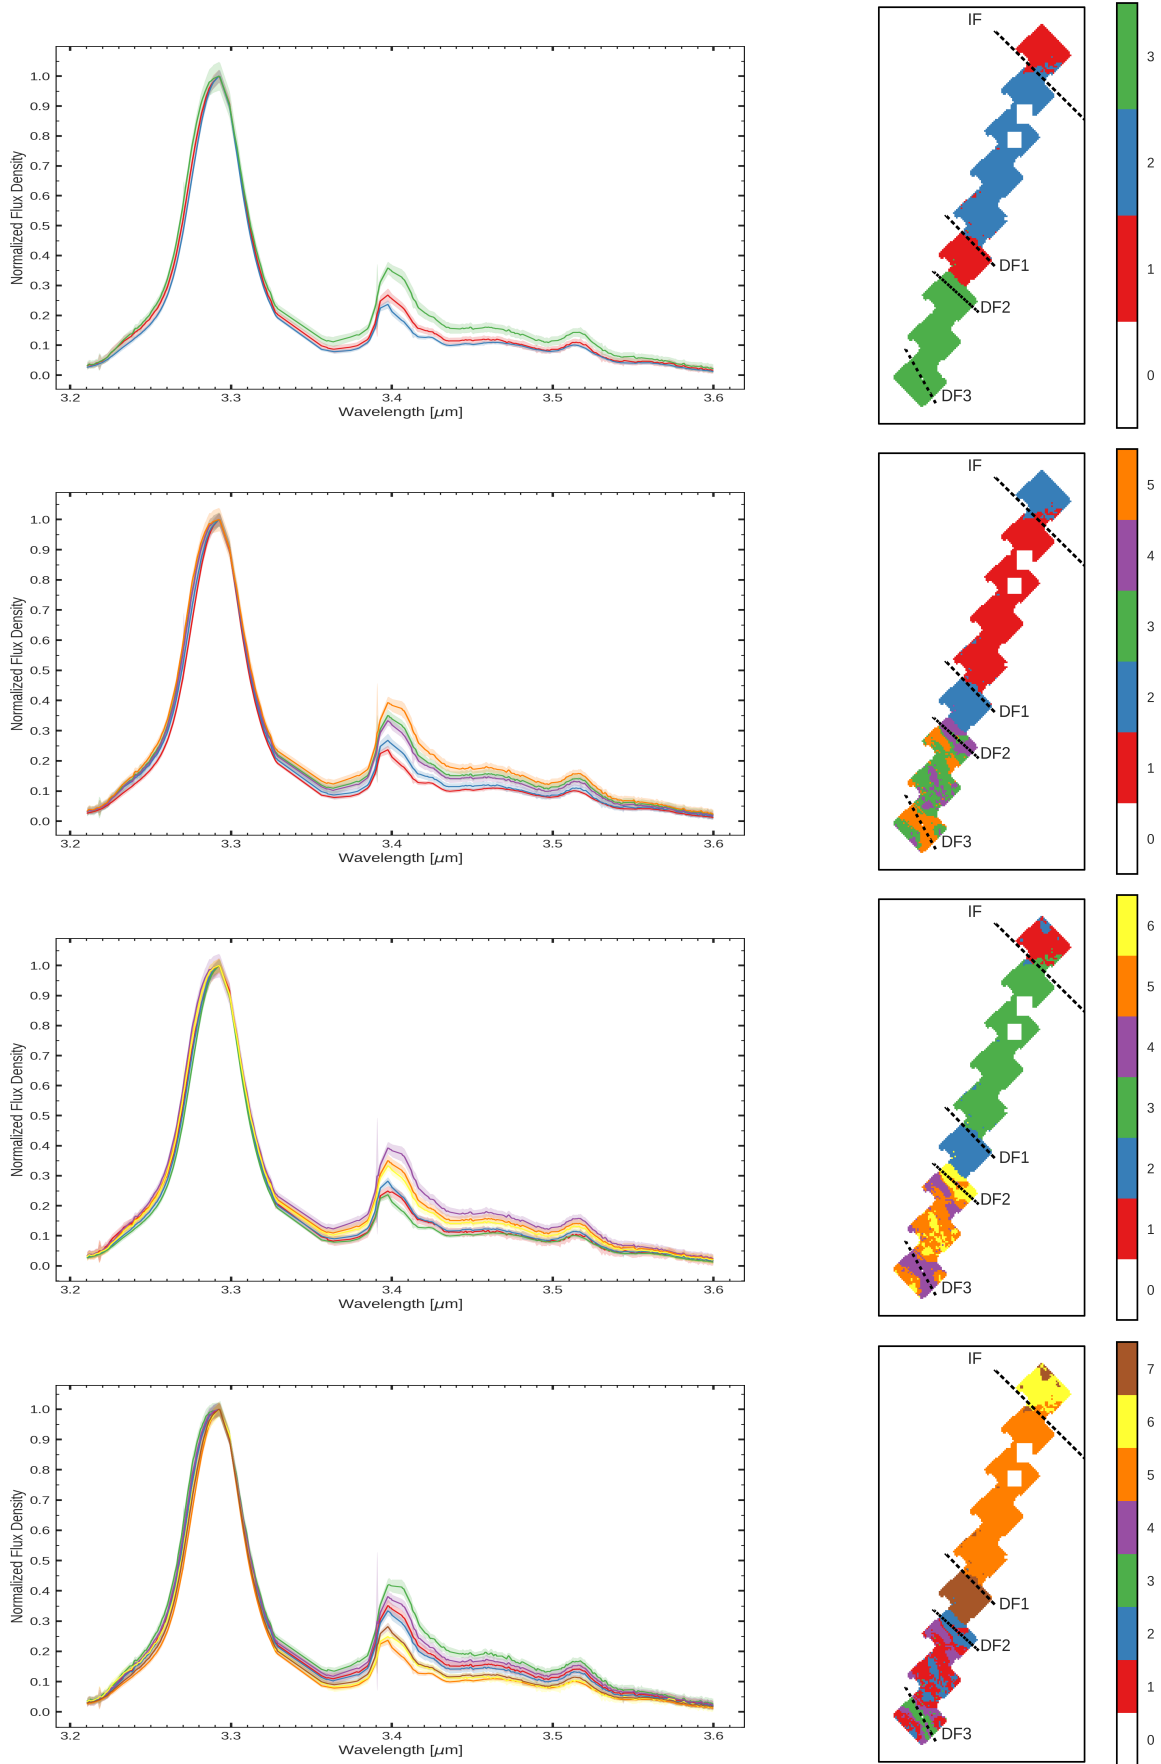 IF
3
1.0
0.9
0.8
0.7
0.6
0.5
0.4
0.3
0.2
0.1
0.0
Normalized Flux Density
2
DF1
1
DF2
0
DF3
3.2 3.3 3.4 3.5 3.6
Wavelength [μm]
IF
5
1.0
0.9
0.8
0.7
0.6
0.5
0.4
0.3
0.2
0.1
0.0
Normalized Flux Density
4
3
2
DF1
DF2
1
0
DF3
3.2 3.3 3.4 3.5 3.6
Wavelength [μm]
IF
6
1.0
0.9
0.8
0.7
0.6
0.5
0.4
0.3
0.2
0.1
0.0
Normalized Flux Density
5
4
3
2
DF1
DF2
1
0
DF3
3.2 3.3 3.4 3.5 3.6
Wavelength [μm]
IF
7
1.0
0.9
0.8
0.7
0.6
0.5
0.4
0.3
0.2
0.1
0.0
Normalized Flux Density
6
5
4
3
DF1
2
DF2
1
0
DF3
3.2 3.3 3.4 3.5 3.6
Wavelength [μm]